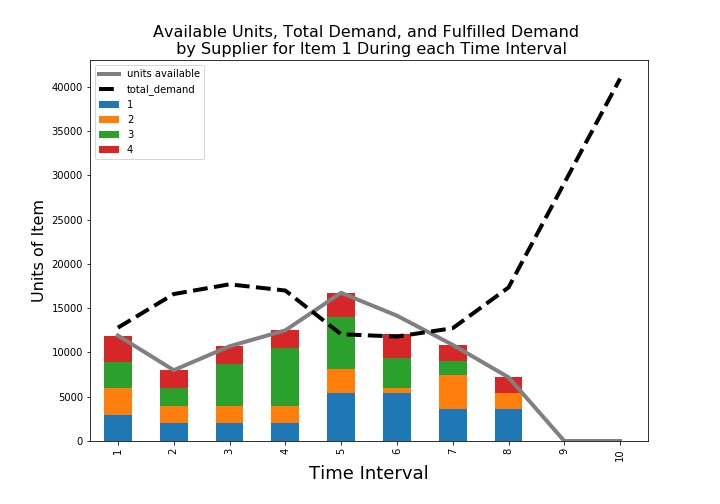 Available Units, Total Demand, and Fulfilled Demand
by Supplier for Item 1 During each Time Interval
units available
total_demand
1
2
3
4
Units of Item
40000
35000
30000
25000
20000
15000
10000
5000
0
1 2 3 4 5 6 7 8 9 10
Time Interval